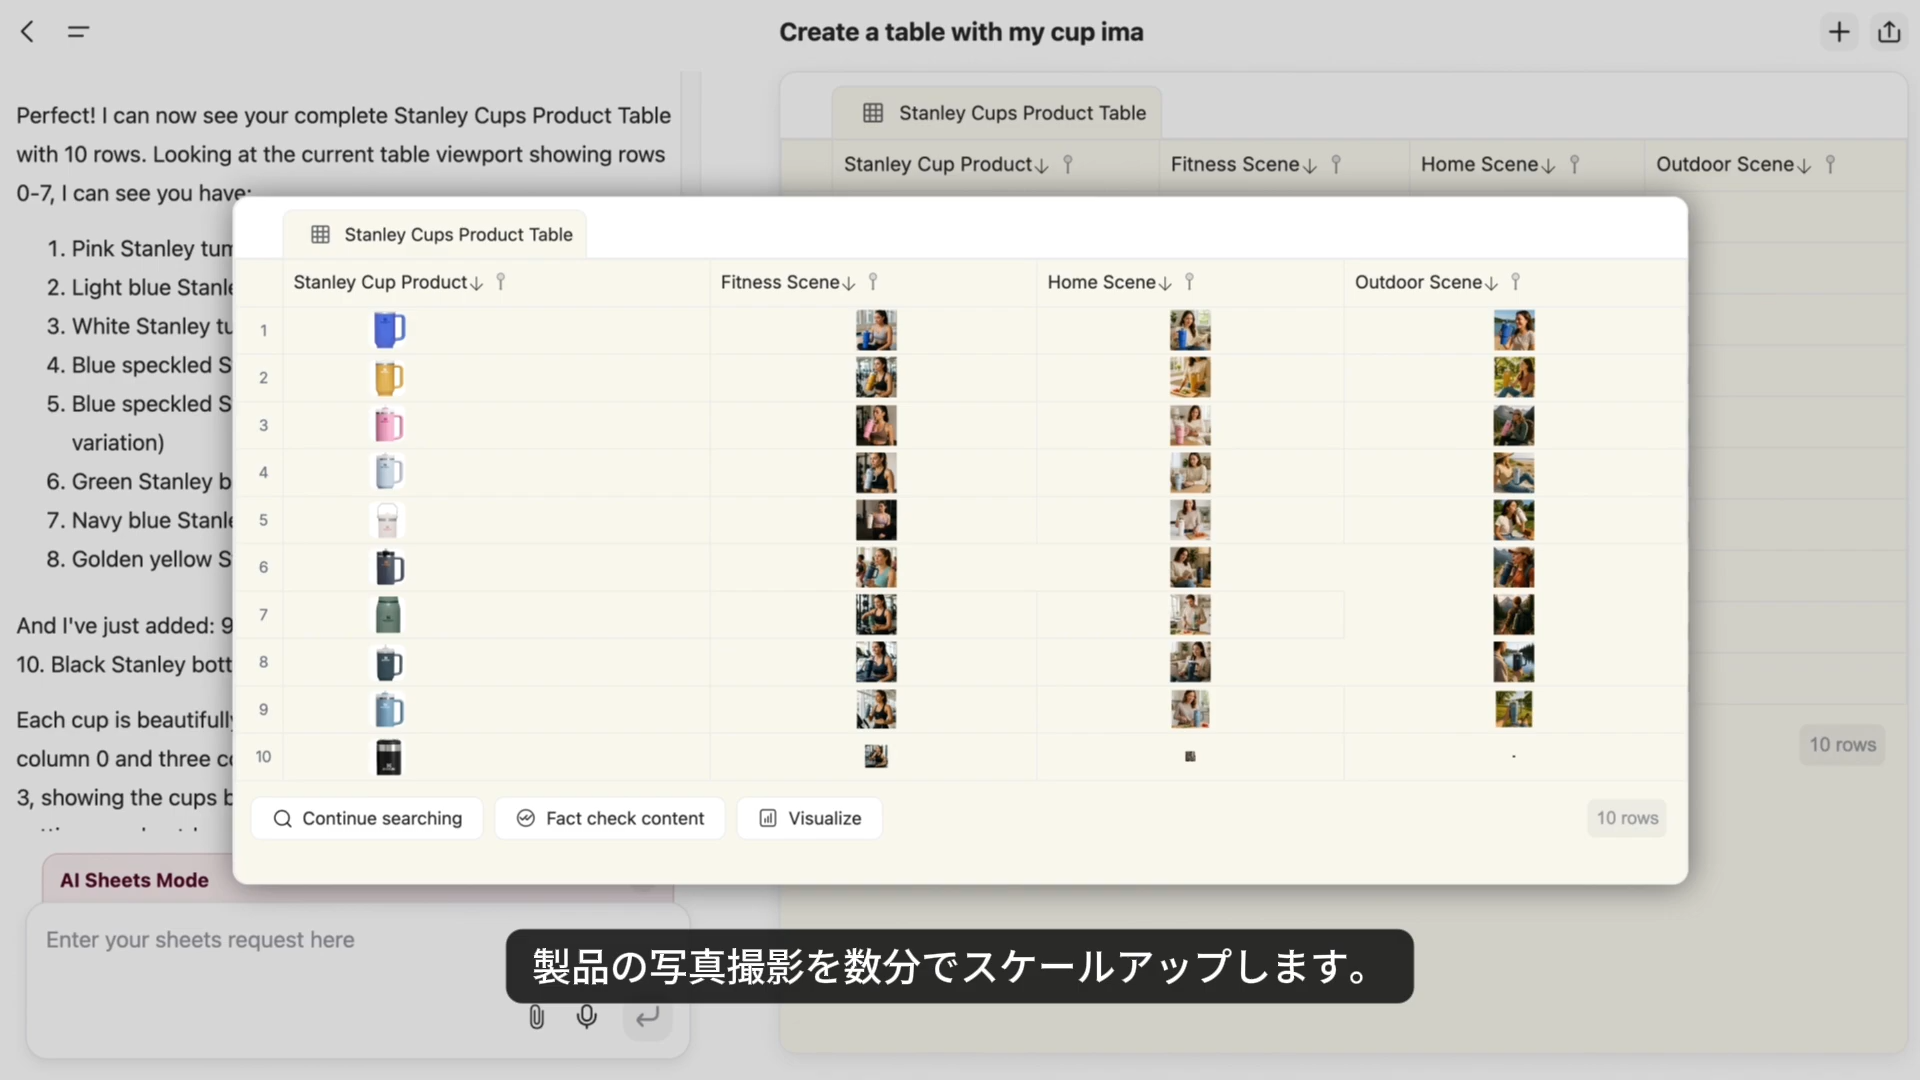 Create a table with my cup ima
Perfect! I can now see your complete Stanley Cups Product Table
with 10 rows. Looking at the current table viewport showing rows
0-7, I can see you have:
1. Pink Stanley tum
2. Light blue Stanle
3. White Stanley tu
4. Blue speckled S
5. Blue speckled S
variation)
6. Green Stanley b
7. Navy blue Stanle
8. Golden yellow S
And I've just added: 9
10. Black Stanley bott
Each cup is beautifully
column 0 and three co
3, showing the cups b
AI Sheets Mode
Enter your sheets request here
Stanley Cups Product Table
Stanley Cup Product Fitness Scene Home Scene Outdoor Scene
10 rows
Stanley Cups Product Table
Stanley Cup Product Fitness Scene Home Scene Outdoor Scene
1
2
3
4
5
6
7
8
9
10
Continue searching Fact check content Visualize 10 rows
製品の写真撮影を数分でスケールアップします。